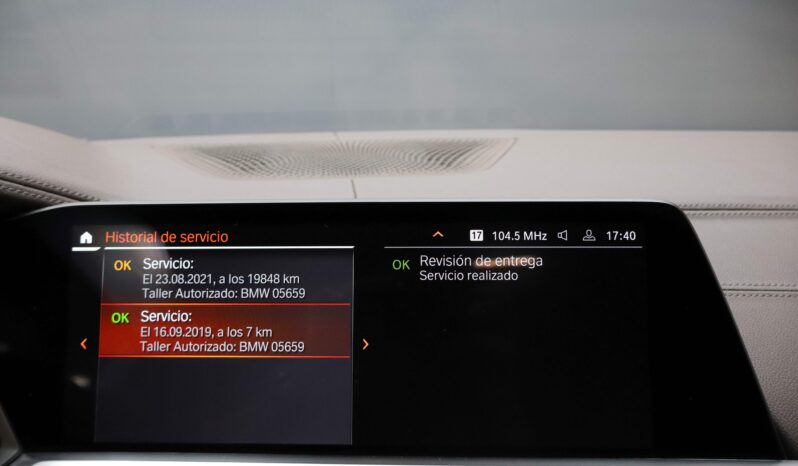 Historial de servicio
17 104.5 MHz 17:40
OK Servicio:
El 23.08.2021, a los 19848 km
Taller Autorizado: BMW 05659
OK Servicio:
El 16.09.2019, a los 7 km
Taller Autorizado: BMW 05659
OK Revisión de entrega
Servicio realizado